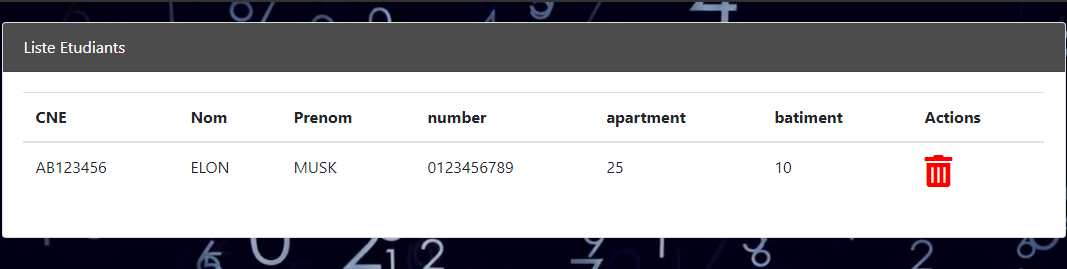 Liste Etudiants
CNE Nom Prenom number apartment batiment Actions
AB123456 ELON MUSK 0123456789 25 10